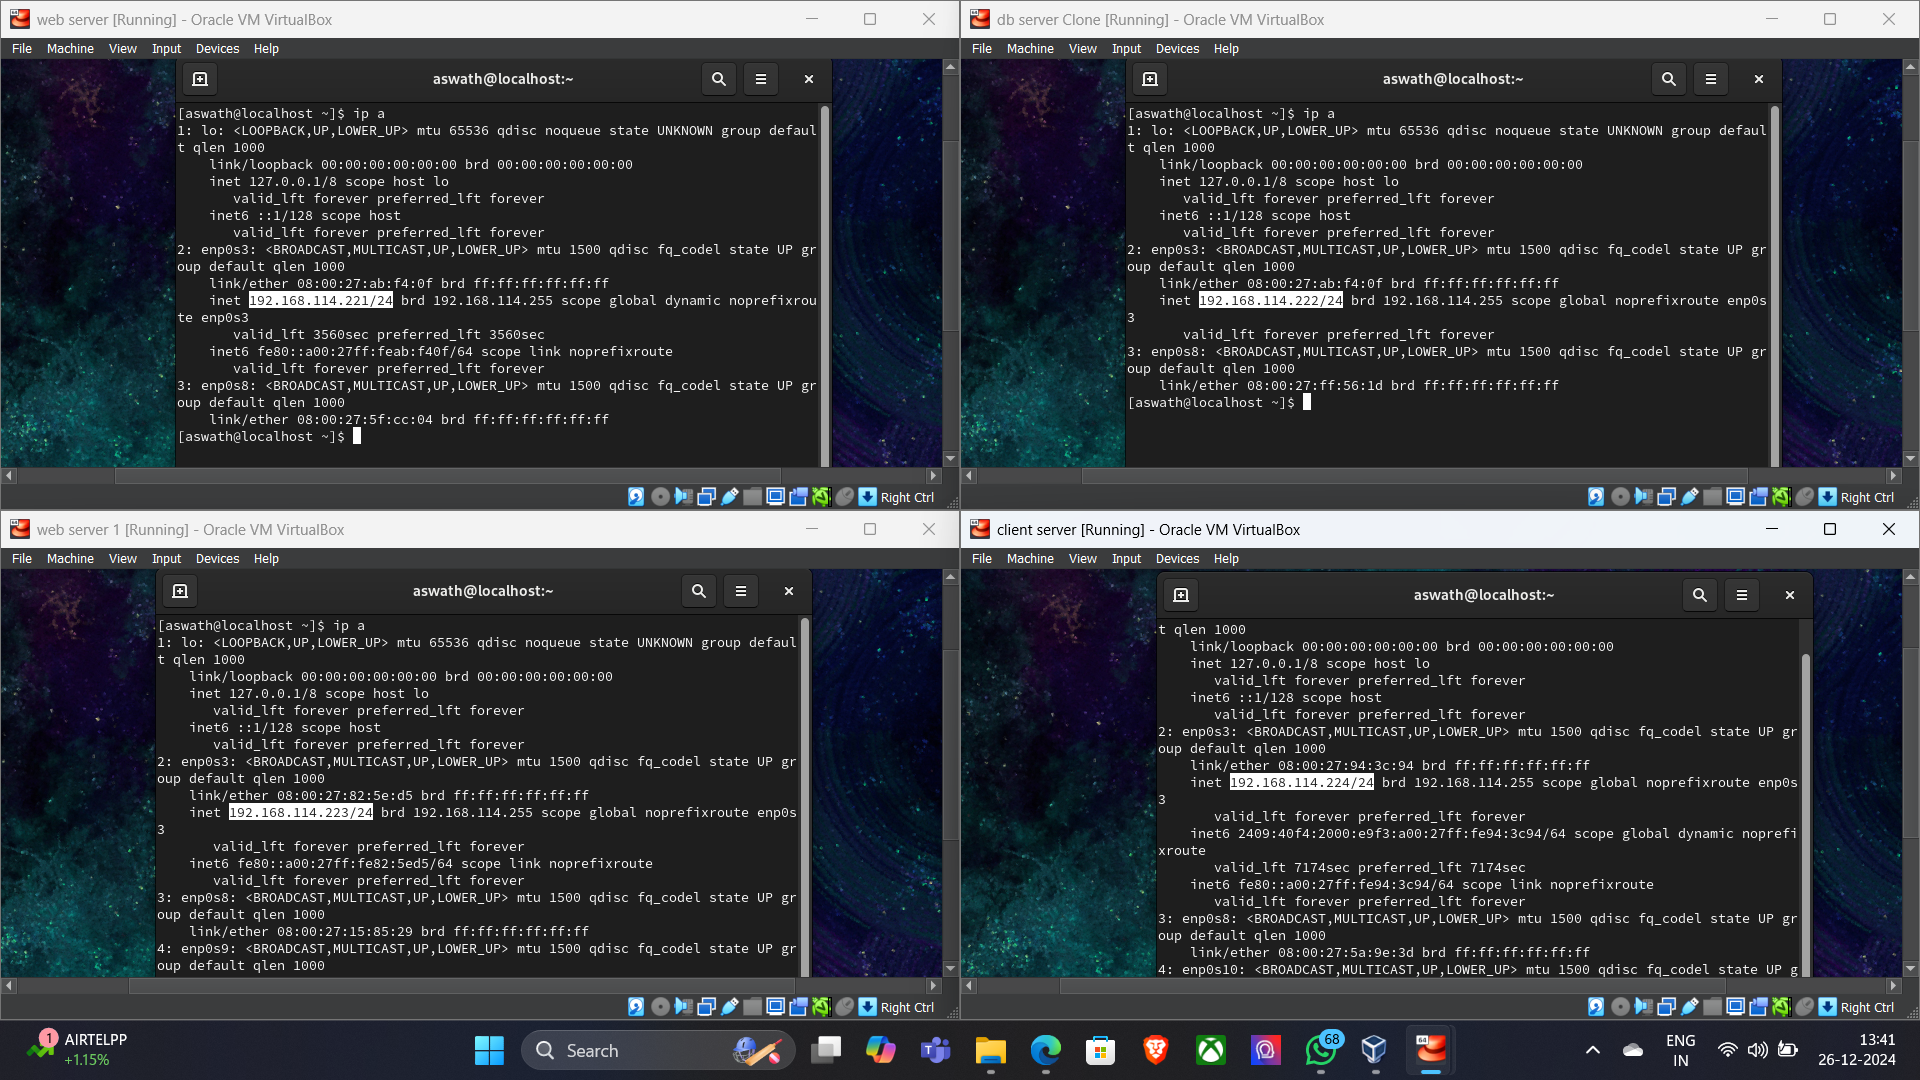 web server [Running] - Oracle VM VirtualBox
File Machine View Input Devices Help
aswath@localhost:~
[aswath@localhost ~]$ ip a
1: lo: <LOOPBACK,UP,LOWER_UP> mtu 65536 qdisc noqueue state UNKNOWN group defaul
t qlen 1000
link/loopback 00:00:00:00:00:00 brd 00:00:00:00:00:00
inet 127.0.0.1/8 scope host lo
valid_lft forever preferred_lft forever
inet6 ::1/128 scope host
valid_lft forever preferred_lft forever
2: enp0s3: <BROADCAST,MULTICAST,UP,LOWER_UP> mtu 1500 qdisc fq_codel state UP gr
oup default qlen 1000
link/ether 08:00:27:ab:f4:0f brd ff:ff:ff:ff:ff:ff
inet 192.168.114.221/24 brd 192.168.114.255 scope global dynamic noprefixrou
te enp0s3
valid_lft 3560sec preferred_lft 3560sec
inet6 fe80::a00:27ff:feab:f40f/64 scope link noprefixroute
valid_lft forever preferred_lft forever
3: enp0s8: <BROADCAST,MULTICAST,UP,LOWER_UP> mtu 1500 qdisc fq_codel state UP gr
oup default qlen 1000
link/ether 08:00:27:5f:cc:04 brd ff:ff:ff:ff:ff:ff
[aswath@localhost ~]$
Right Ctrl
db server Clone [Running] - Oracle VM VirtualBox
File Machine View Input Devices Help
aswath@localhost:~
[aswath@localhost ~]$ ip a
1: lo: <LOOPBACK,UP,LOWER_UP> mtu 65536 qdisc noqueue state UNKNOWN group defaul
t qlen 1000
link/loopback 00:00:00:00:00:00 brd 00:00:00:00:00:00
inet 127.0.0.1/8 scope host lo
valid_lft forever preferred_lft forever
inet6 ::1/128 scope host
valid_lft forever preferred_lft forever
2: enp0s3: <BROADCAST,MULTICAST,UP,LOWER_UP> mtu 1500 qdisc fq_codel state UP gr
oup default qlen 1000
link/ether 08:00:27:ab:f4:0f brd ff:ff:ff:ff:ff:ff
inet 192.168.114.222/24 brd 192.168.114.255 scope global noprefixroute enp0s
3
valid_lft forever preferred_lft forever
3: enp0s8: <BROADCAST,MULTICAST,UP,LOWER_UP> mtu 1500 qdisc fq_codel state UP gr
oup default qlen 1000
link/ether 08:00:27:ff:56:1d brd ff:ff:ff:ff:ff:ff
[aswath@localhost ~]$
Right Ctrl
web server 1 [Running] - Oracle VM VirtualBox
File Machine View Input Devices Help
aswath@localhost:~
[aswath@localhost ~]$ ip a
1: lo: <LOOPBACK,UP,LOWER_UP> mtu 65536 qdisc noqueue state UNKNOWN group defaul
t qlen 1000
link/loopback 00:00:00:00:00:00 brd 00:00:00:00:00:00
inet 127.0.0.1/8 scope host lo
valid_lft forever preferred_lft forever
inet6 ::1/128 scope host
valid_lft forever preferred_lft forever
2: enp0s3: <BROADCAST,MULTICAST,UP,LOWER_UP> mtu 1500 qdisc fq_codel state UP gr
oup default qlen 1000
link/ether 08:00:27:82:5e:d5 brd ff:ff:ff:ff:ff:ff
inet 192.168.114.223/24 brd 192.168.114.255 scope global noprefixroute enp0s
3
valid_lft forever preferred_lft forever
inet6 fe80::a00:27ff:fe82:5ed5/64 scope link noprefixroute
valid_lft forever preferred_lft forever
3: enp0s8: <BROADCAST,MULTICAST,UP,LOWER_UP> mtu 1500 qdisc fq_codel state UP gr
oup default qlen 1000
link/ether 08:00:27:15:85:29 brd ff:ff:ff:ff:ff:ff
4: enp0s9: <BROADCAST,MULTICAST,UP,LOWER_UP> mtu 1500 qdisc fq_codel state UP gr
oup default qlen 1000
Right Ctrl
client server [Running] - Oracle VM VirtualBox
File Machine View Input Devices Help
aswath@localhost:~
t qlen 1000
link/loopback 00:00:00:00:00:00 brd 00:00:00:00:00:00
inet 127.0.0.1/8 scope host lo
valid_lft forever preferred_lft forever
inet6 ::1/128 scope host
valid_lft forever preferred_lft forever
2: enp0s3: <BROADCAST,MULTICAST,UP,LOWER_UP> mtu 1500 qdisc fq_codel state UP gr
oup default qlen 1000
link/ether 08:00:27:94:3c:94 brd ff:ff:ff:ff:ff:ff
inet 192.168.114.224/24 brd 192.168.114.255 scope global noprefixroute enp0s
3
valid_lft forever preferred_lft forever
inet6 2409:40f4:2000:e9f3:a00:27ff:fe94:3c94/64 scope global dynamic noprefi
xroute
valid_lft 7174sec preferred_lft 7174sec
inet6 fe80::a00:27ff:fe94:3c94/64 scope link noprefixroute
valid_lft forever preferred_lft forever
3: enp0s8: <BROADCAST,MULTICAST,UP,LOWER_UP> mtu 1500 qdisc fq_codel state UP gr
oup default qlen 1000
link/ether 08:00:27:5a:9e:3d brd ff:ff:ff:ff:ff:ff
4: enp0s10: <BROADCAST,MULTICAST,UP,LOWER_UP> mtu 1500 qdisc fq_codel state UP g
Right Ctrl
1
AIRTELPP
+1.15%
Search
68
64
ENG
IN
13:41
26-12-2024